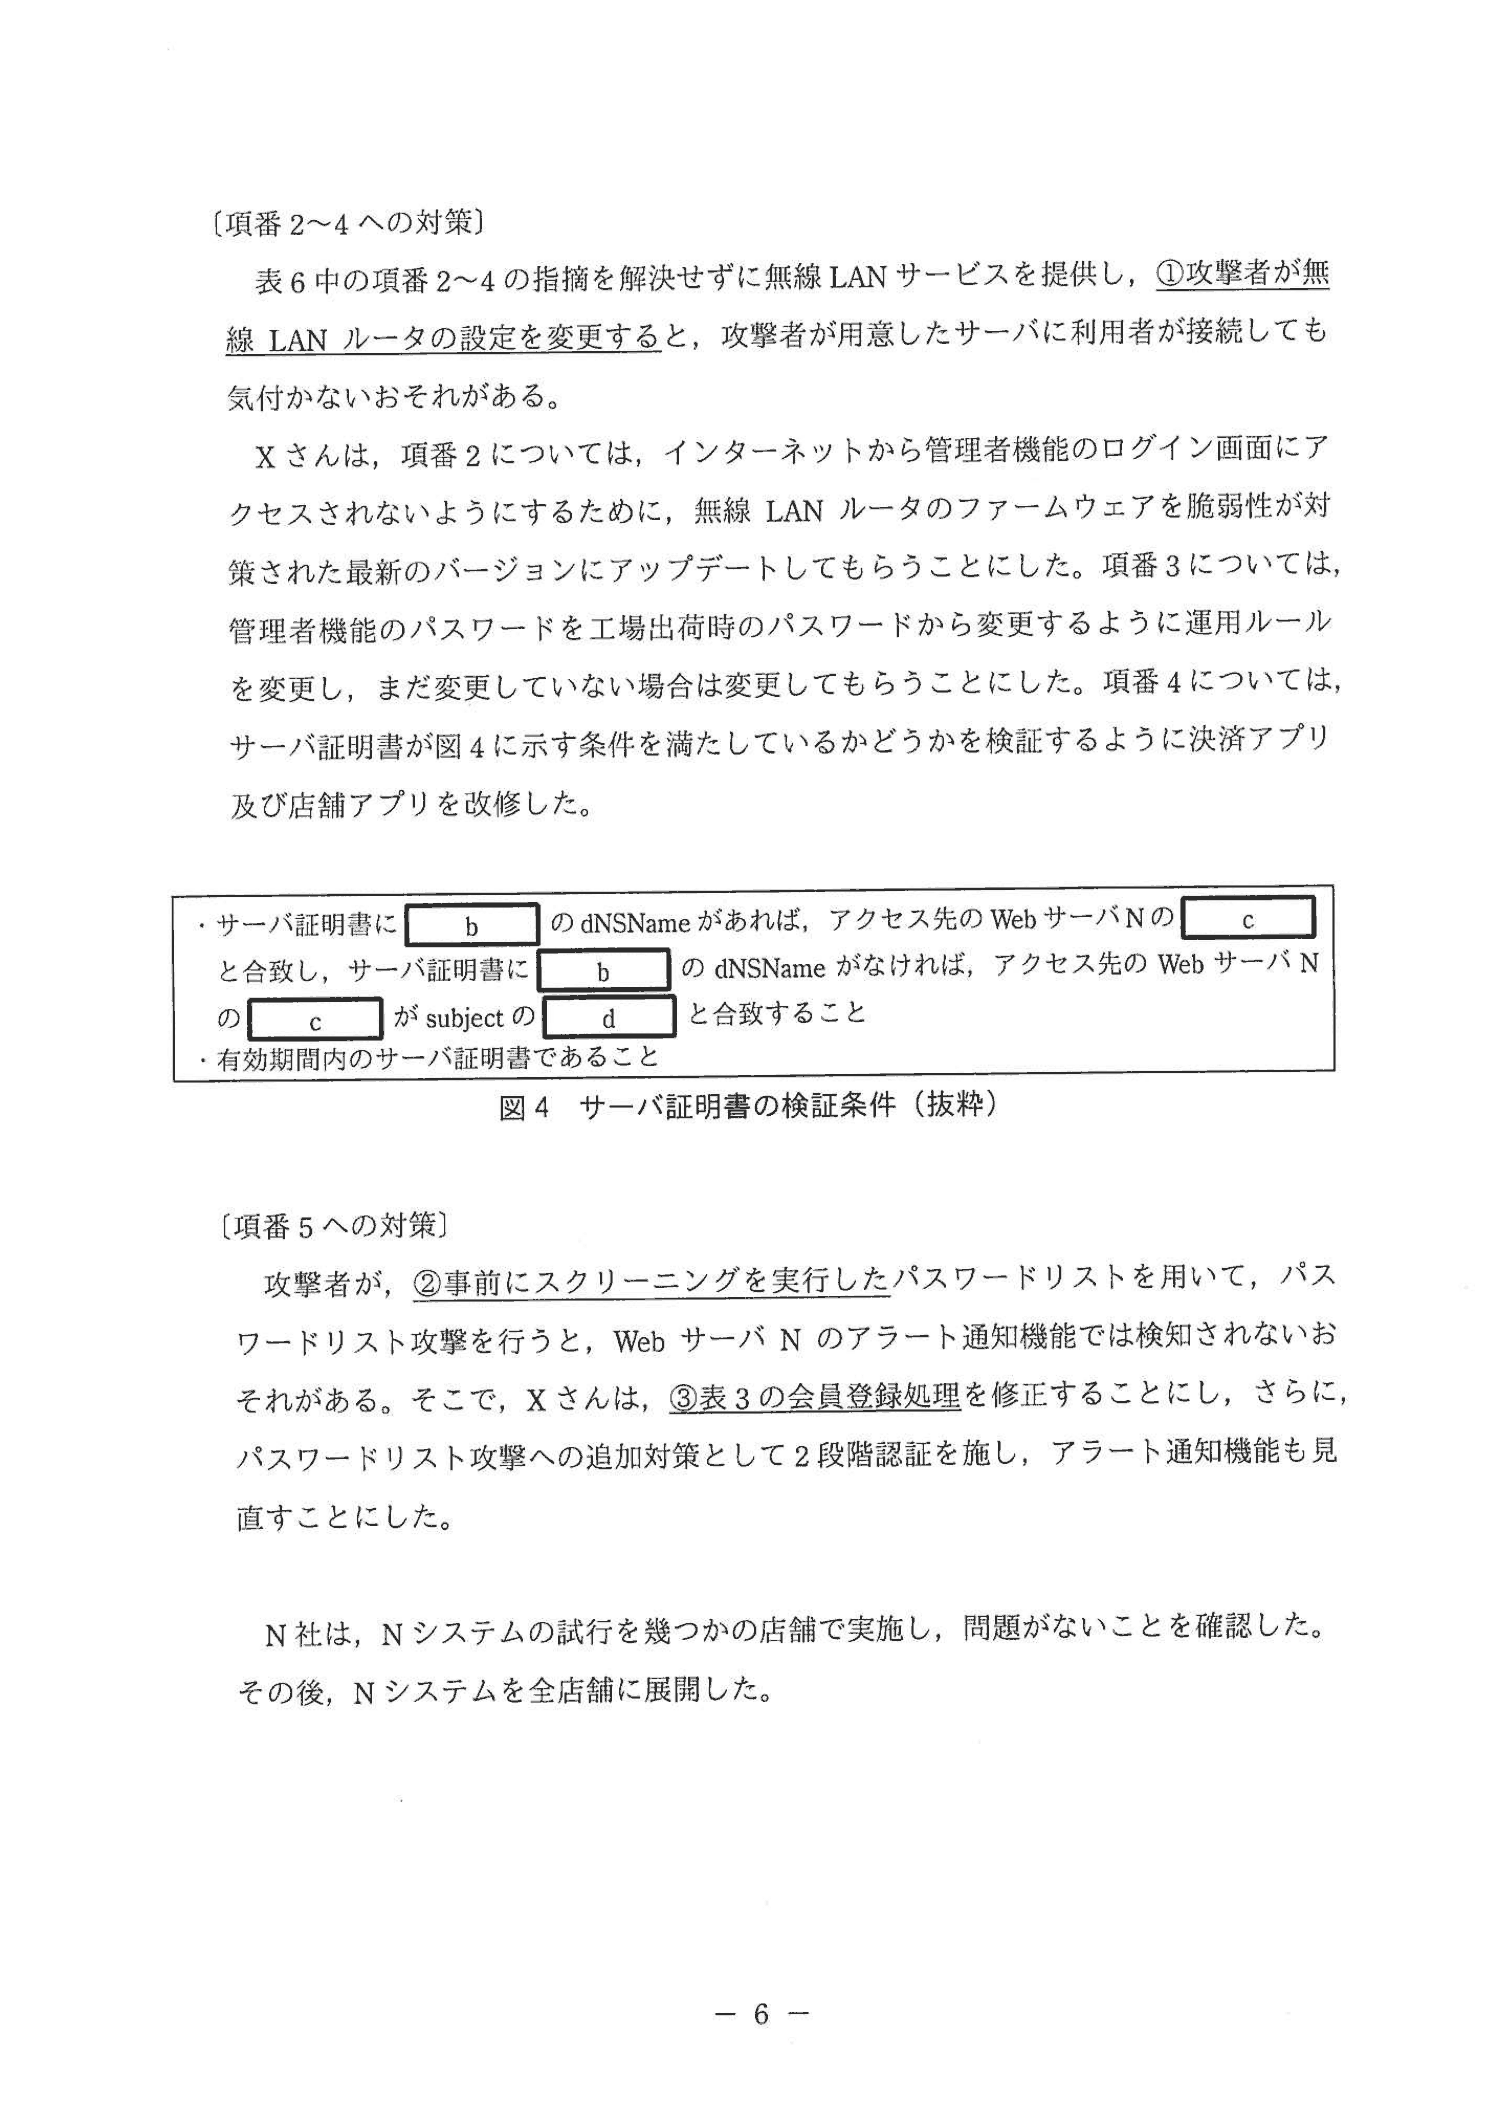 〔項番 2～4 への対策〕
表 6 中の項番 2～4 の指摘を解決せずに無線 LAN サービスを提供し，①攻撃者が無
線 LAN ルータの設定を変更すると，攻撃者が用意したサーバに利用者が接続しても
気付かないおそれがある。
X さんは，項番 2 については，インターネットから管理者機能のログイン画面にア
クセスされないようにするために，無線 LAN ルータのファームウェアを脆弱性が対
策された最新のバージョンにアップデートしてもらうことにした。項番 3 については，
管理者機能のパスワードを工場出荷時のパスワードから変更するように運用ルール
を変更し，まだ変更していない場合は変更してもらうことにした。項番 4 については，
サーバ証明書が図 4 に示す条件を満たしているかどうかを検証するように決済アプリ
及び店舗アプリを改修した。
・サーバ証明書に b の dNSName があれば，アクセス先の Web サーバ N の c
と合致し，サーバ証明書に b の dNSName がなければ，アクセス先の Web サーバ N
の c が subject の d と合致すること
・有効期間内のサーバ証明書であること
図 4　サーバ証明書の検証条件（抜粋）
〔項番 5 への対策〕
攻撃者が，②事前にスクリーニングを実行したパスワードリストを用いて，パス
ワードリスト攻撃を行うと，Web サーバ N のアラート通知機能では検知されないお
それがある。そこで，X さんは，③表 3 の会員登録処理を修正することにし，さらに，
パスワードリスト攻撃への追加対策として 2 段階認証を施し，アラート通知機能も見
直すことにした。
N 社は，N システムの試行を幾つかの店舗で実施し，問題がないことを確認した。
その後，N システムを全店舗に展開した。
－ 6 －